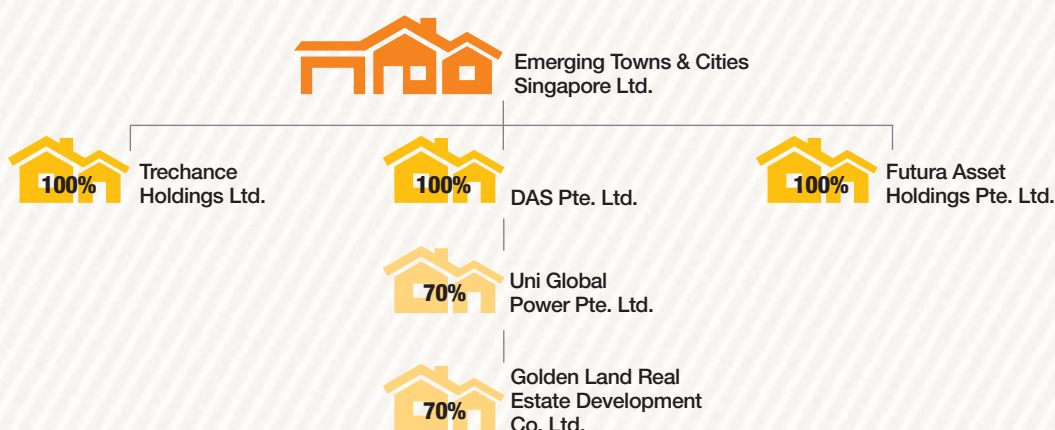 Emerging Towns & Cities
Singapore Ltd.
100%
Trechance
Holdings Ltd.
100%
DAS Pte. Ltd.
100%
Futura Asset
Holdings Pte. Ltd.
70%
Uni Global
Power Pte. Ltd.
70%
Golden Land Real
Estate Development
Co. Ltd.